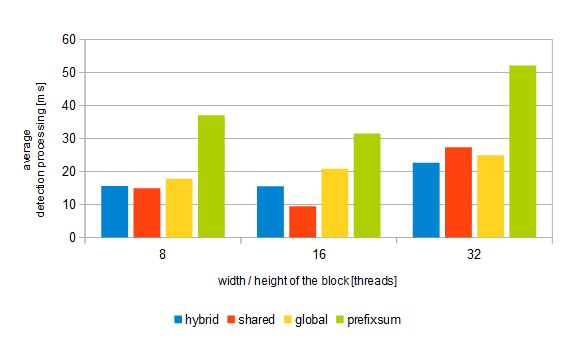 60
50
40
30
20
10
0
average
detection processing [ms]
8 16 32
width / height of the block [threads]
hybrid shared global prefixsum